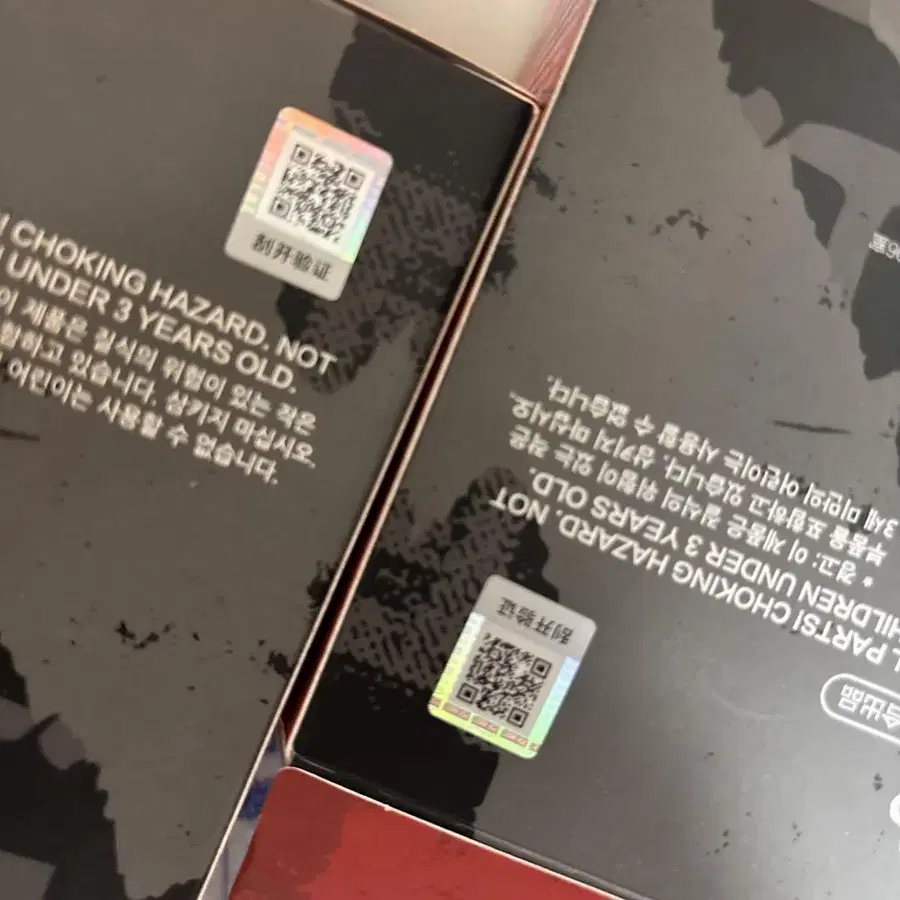 刮开验证
CHOKING HAZARD, NOT
UNDER 3 YEARS OLD.
이 제품은 질식의 위험이 있는 작은
함하고 있습니다. 삼키지 마십시오.
어린이는 사용할 수 없습니다.
出品
L PARTS! CHOKING HAZARD, NOT
HILDREN UNDER 3 YEARS OLD.
* 경고: 이 제품은 질식의 위험이 있는 작은
부품을 포함하고 있습니다. 삼키지 마십시오.
3세 미만의 어린이는 사용할 수 없습니다.
刮开验证